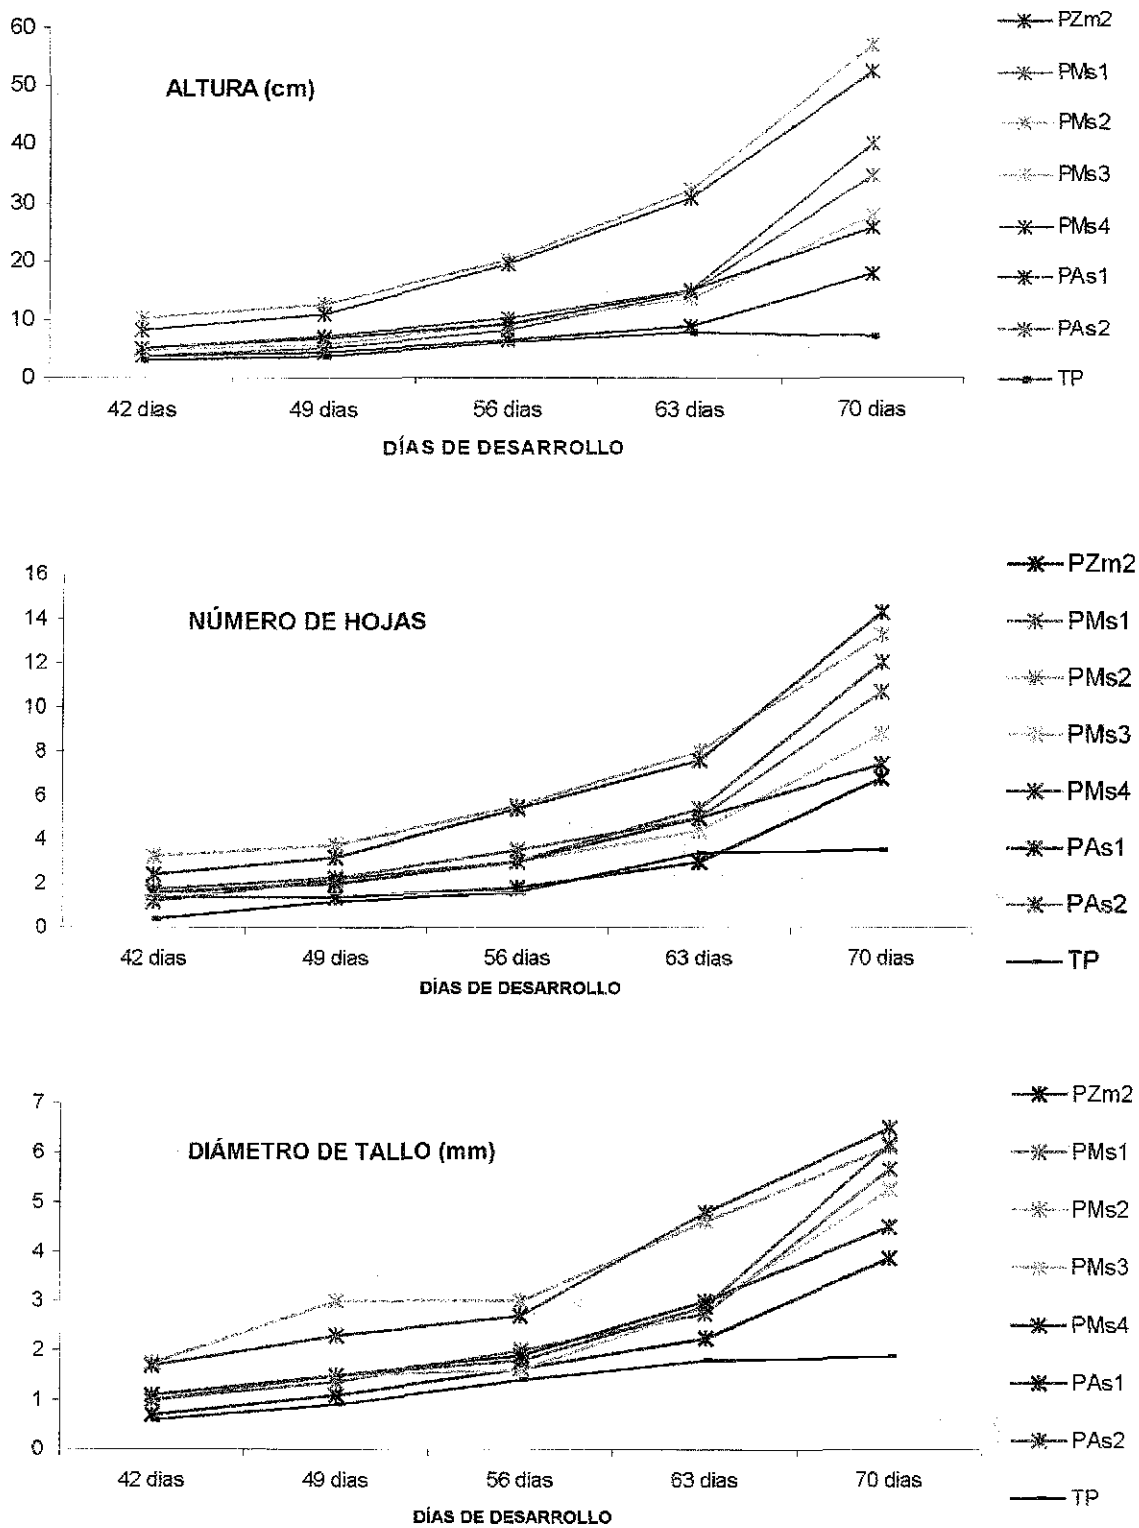 60
50
40
30
20
10
0
ALTURA (cm)
42 dias
49 dias
56 dias
63 dias
70 dias
DÍAS DE DESARROLLO
PZm2
PMs1
PMs2
PMs3
PMs4
PAs1
PAs2
TP
16
14
12
10
8
6
4
2
0
NÚMERO DE HOJAS
42 dias
49 dias
56 dias
63 dias
70 dias
DÍAS DE DESARROLLO
PZm2
PMs1
PMs2
PMs3
PMs4
PAs1
PAs2
TP
7
6
5
4
3
2
1
0
DIÁMETRO DE TALLO (mm)
42 dias
49 dias
56 dias
63 dias
70 dias
DÍAS DE DESARROLLO
PZm2
PMs1
PMs2
PMs3
PMs4
PAs1
PAs2
TP